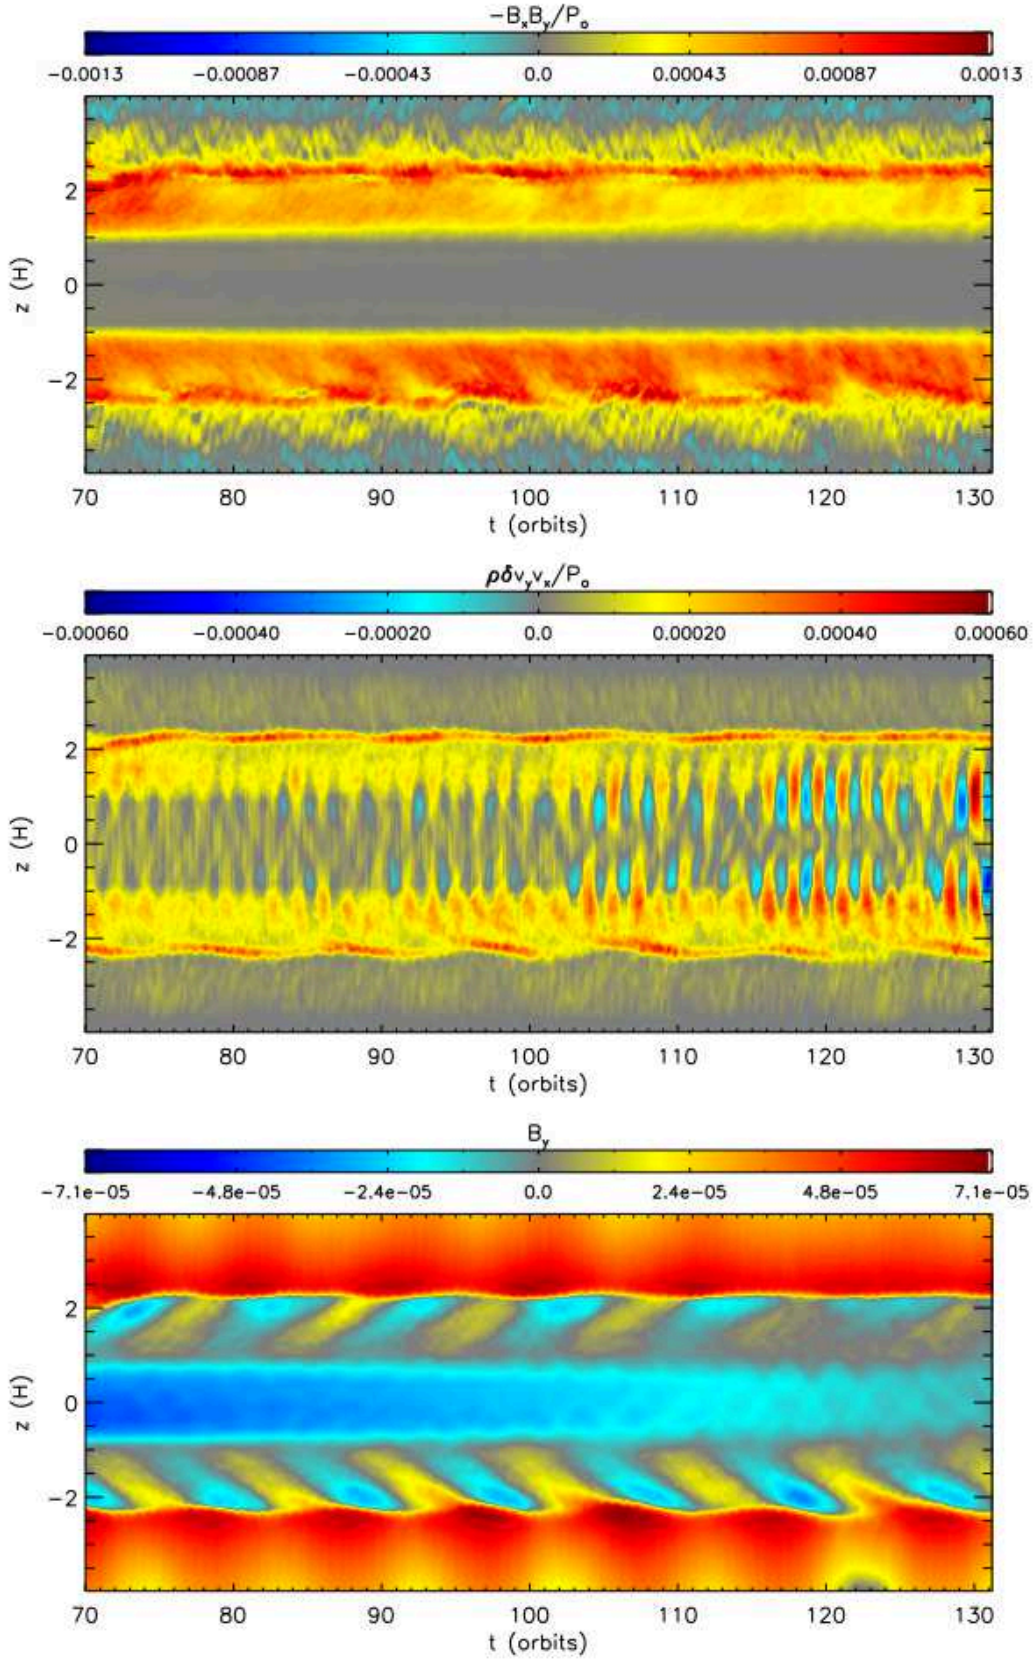 -BₓBᵧ/Pₒ
-0.0013 -0.00087 -0.00043 0.0 0.00043 0.00087 0.0013
2
0
-2
z (H)
70 80 90 100 110 120 130
t (orbits)
ρδvᵧvₓ/Pₒ
-0.00060 -0.00040 -0.00020 0.0 0.00020 0.00040 0.00060
2
0
-2
z (H)
70 80 90 100 110 120 130
t (orbits)
Bᵧ
-7.1e-05 -4.8e-05 -2.4e-05 0.0 2.4e-05 4.8e-05 7.1e-05
2
0
-2
z (H)
70 80 90 100 110 120 130
t (orbits)